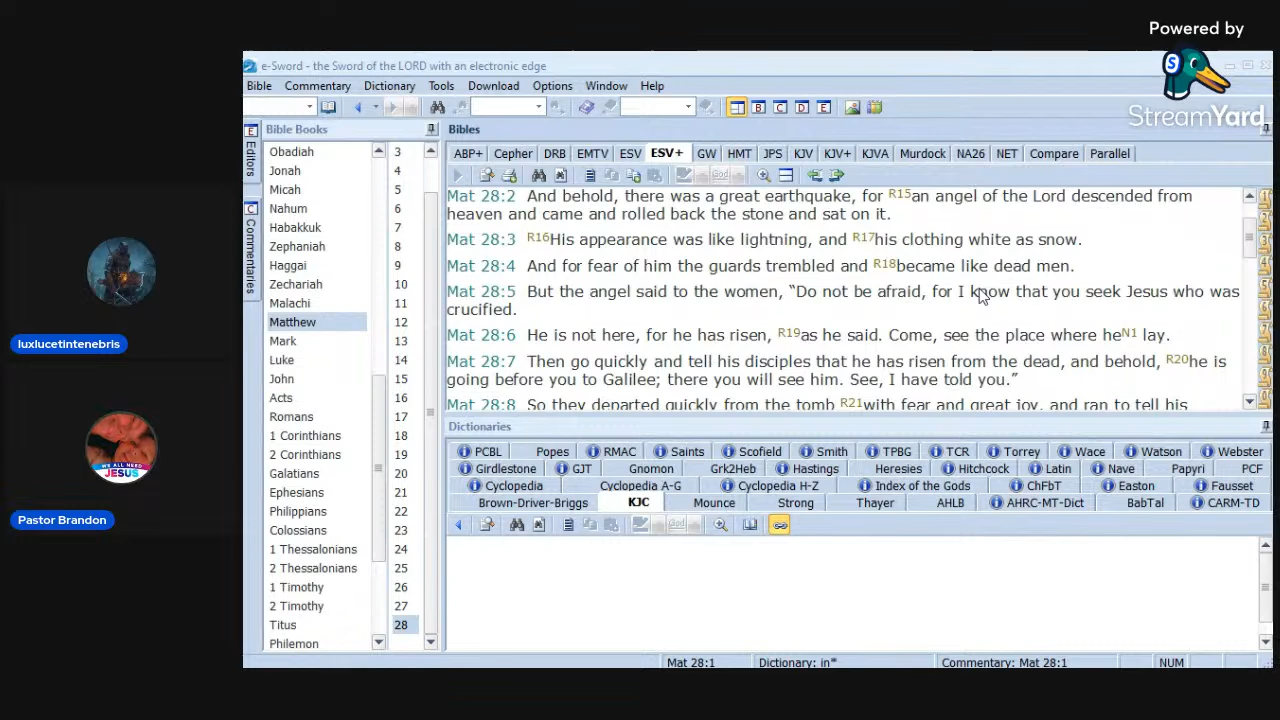 Powered by
StreamYard
e-Sword - the Sword of the LORD with an electronic edge
Bible Commentary Dictionary Tools Download Options Window Help
B C D E
Editors
Commentaries
Bible Books
Obadiah
Jonah
Micah
Nahum
Habakkuk
Zephaniah
Haggai
Zechariah
Malachi
Matthew
Mark
Luke
John
Acts
Romans
1 Corinthians
2 Corinthians
Galatians
Ephesians
Philippians
Colossians
1 Thessalonians
2 Thessalonians
1 Timothy
2 Timothy
Titus
Philemon
3
4
5
6
7
8
9
10
11
12
13
14
15
16
17
18
19
20
21
22
23
24
25
26
27
28
Bibles
ABP+ Cepher DRB EMTV ESV ESV+ GW HMT JPS KJV KJV+ KJVA Murdock NA26 NET Compare Parallel
Mat 28:2 And behold, there was a great earthquake, for R15an angel of the Lord descended from
heaven and came and rolled back the stone and sat on it.
Mat 28:3 R16His appearance was like lightning, and R17his clothing white as snow.
Mat 28:4 And for fear of him the guards trembled and R18became like dead men.
Mat 28:5 But the angel said to the women, “Do not be afraid, for I know that you seek Jesus who was
crucified.
Mat 28:6 He is not here, for he has risen, R19as he said. Come, see the place where heN1 lay.
Mat 28:7 Then go quickly and tell his disciples that he has risen from the dead, and behold, R20he is
going before you to Galilee; there you will see him. See, I have told you.”
Mat 28:8 So they departed quickly from the tomb R21with fear and great joy, and ran to tell his
Dictionaries
PCBL Popes RMAC Saints Scofield Smith TPBG TCR Torrey Wace Watson Webster
Girdlestone GJT Gnomon Grk2Heb Hastings Heresies Hitchcock Latin Nave Papyri PCF
Cyclopedia Cyclopedia A-G Cyclopedia H-Z Index of the Gods ChFbT Easton Fausset
Brown-Driver-Briggs KJC Mounce Strong Thayer AHLB AHRC-MT-Dict BabTal CARM-TD
Mat 28:1 Dictionary: in* Commentary: Mat 28:1 NUM
luxlucetintenebris
WE ALL NEED
JESUS
Pastor Brandon